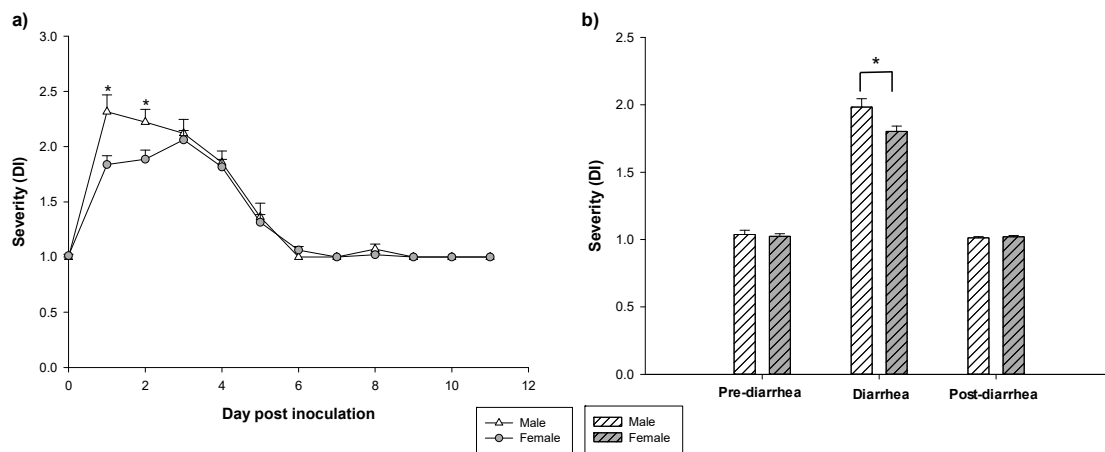 a)
Severity (DI)
3.0
2.5
2.0
1.5
1.0
0.5
0.0
* *
0 2 4 6 8 10 12
Day post inoculation
b)
Severity (DI)
2.5
2.0
1.5
1.0
0.5
0.0
*
Pre-diarrhea Diarrhea Post-diarrhea
Male
Female
Male
Female